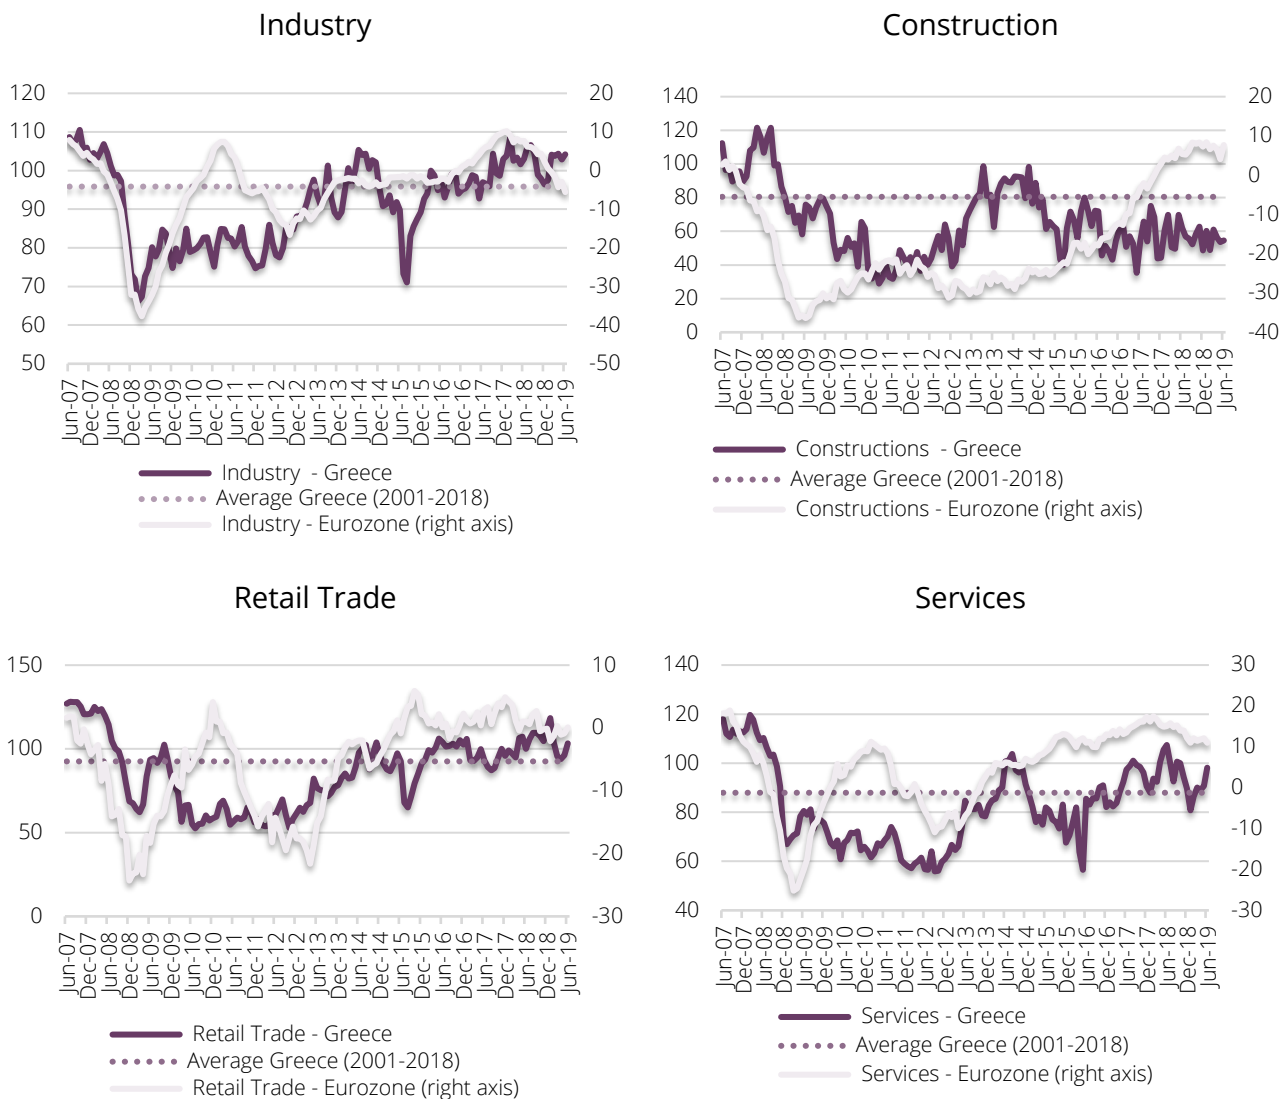 Industry
120
110
100
90
80
70
60
50
20
10
0
-10
-20
-30
-40
-50
Jun-07
Dec-07
Jun-08
Dec-08
Jun-09
Dec-09
Jun-10
Dec-10
Jun-11
Dec-11
Jun-12
Dec-12
Jun-13
Dec-13
Jun-14
Dec-14
Jun-15
Dec-15
Jun-16
Dec-16
Jun-17
Dec-17
Jun-18
Dec-18
Jun-19
Industry - Greece
Average Greece (2001-2018)
Industry - Eurozone (right axis)
Construction
140
120
100
80
60
40
20
0
20
10
0
-10
-20
-30
-40
Jun-07
Dec-07
Jun-08
Dec-08
Jun-09
Dec-09
Jun-10
Dec-10
Jun-11
Dec-11
Jun-12
Dec-12
Jun-13
Dec-13
Jun-14
Dec-14
Jun-15
Dec-15
Jun-16
Dec-16
Jun-17
Dec-17
Jun-18
Dec-18
Jun-19
Constructions - Greece
Average Greece (2001-2018)
Constructions - Eurozone (right axis)
Retail Trade
150
100
50
0
10
0
-10
-20
-30
Jun-07
Dec-07
Jun-08
Dec-08
Jun-09
Dec-09
Jun-10
Dec-10
Jun-11
Dec-11
Jun-12
Dec-12
Jun-13
Dec-13
Jun-14
Dec-14
Jun-15
Dec-15
Jun-16
Dec-16
Jun-17
Dec-17
Jun-18
Dec-18
Jun-19
Retail Trade - Greece
Average Greece (2001-2018)
Retail Trade - Eurozone (right axis)
Services
140
120
100
80
60
40
30
20
10
0
-10
-20
-30
Jun-07
Dec-07
Jun-08
Dec-08
Jun-09
Dec-09
Jun-10
Dec-10
Jun-11
Dec-11
Jun-12
Dec-12
Jun-13
Dec-13
Jun-14
Dec-14
Jun-15
Dec-15
Jun-16
Dec-16
Jun-17
Dec-17
Jun-18
Dec-18
Jun-19
Services - Greece
Average Greece (2001-2018)
Services - Eurozone (right axis)